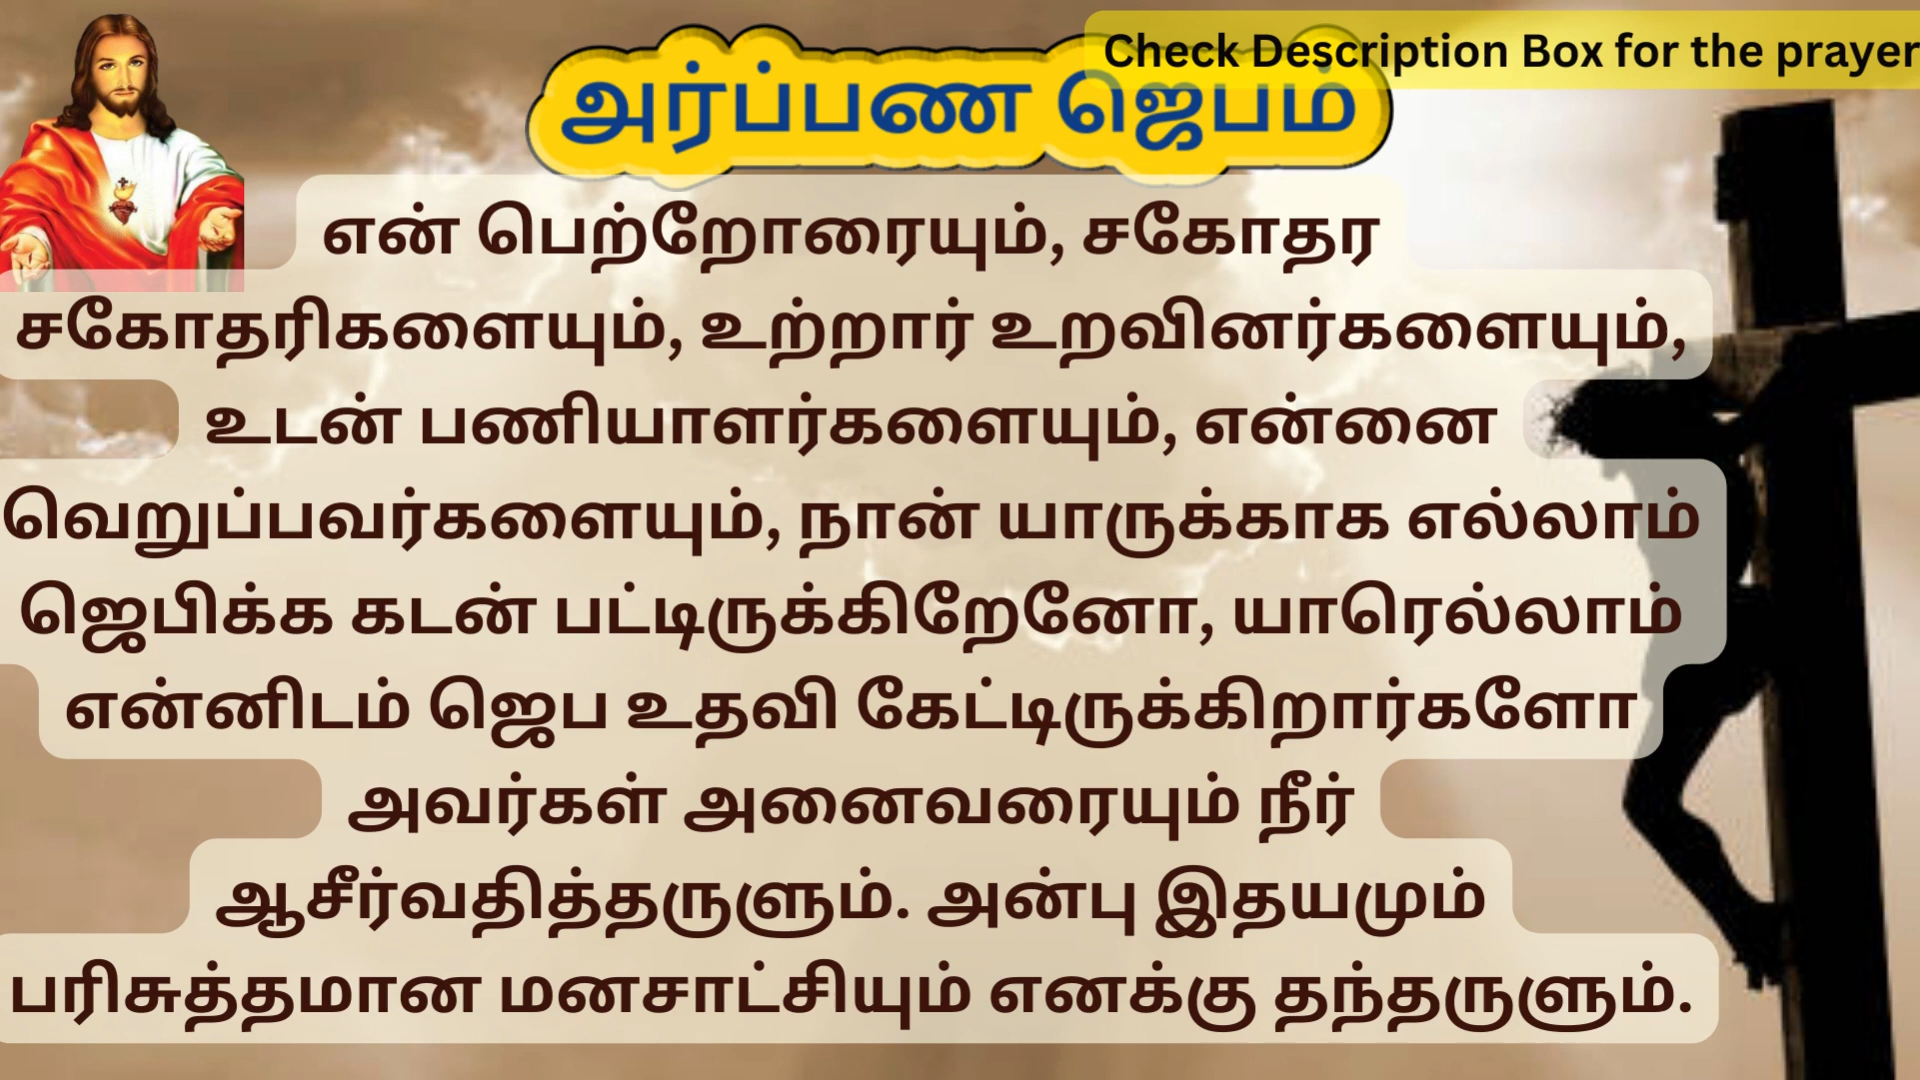 Check Description Box for the prayer
அர்ப்பண ஜெபம்
என் பெற்றோரையும், சகோதர
சகோதரிகளையும், உற்றார் உறவினர்களையும்,
உடன் பணியாளர்களையும், என்னை
வெறுப்பவர்களையும், நான் யாருக்காக எல்லாம்
ஜெபிக்க கடன் பட்டிருக்கிறேனோ, யாரெல்லாம்
என்னிடம் ஜெப உதவி கேட்டிருக்கிறார்களோ
அவர்கள் அனைவரையும் நீர்
ஆசீர்வதித்தருளும். அன்பு இதயமும்
பரிசுத்தமான மனசாட்சியும் எனக்கு தந்தருளும்.